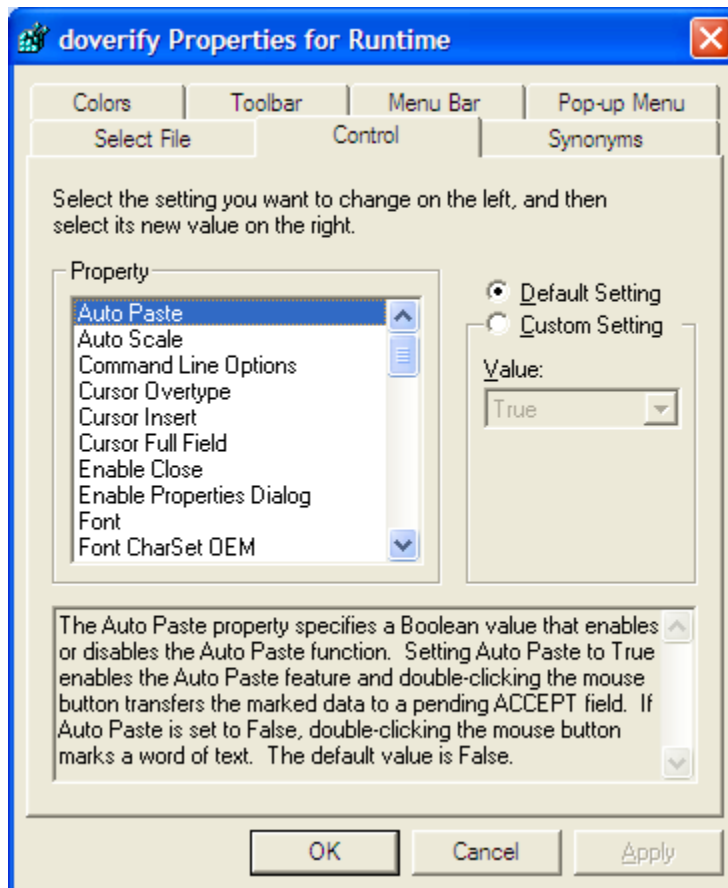 doverify Properties for Runtime
Colors Toolbar Menu Bar Pop-up Menu
Select File Control Synonyms
Select the setting you want to change on the left, and then
select its new value on the right.
Property
Auto Paste
Auto Scale
Command Line Options
Cursor Overtype
Cursor Insert
Cursor Full Field
Enable Close
Enable Properties Dialog
Font
Font CharSet OEM
Default Setting
Custom Setting
Value:
True
The Auto Paste property specifies a Boolean value that enables
or disables the Auto Paste function. Setting Auto Paste to True
enables the Auto Paste feature and double-clicking the mouse
button transfers the marked data to a pending ACCEPT field. If
Auto Paste is set to False, double-clicking the mouse button
marks a word of text. The default value is False.
OK Cancel Apply